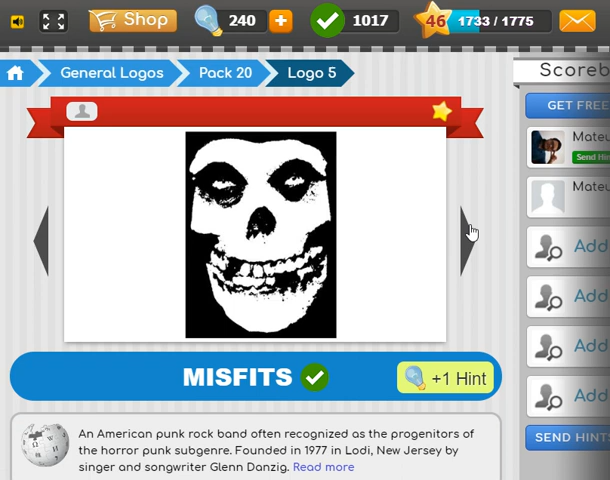 Shop
240
1017
46
1733 / 1775
General Logos
Pack 20
Logo 5
Scoreb
GET FREE
Mateu
Send Hin
Mateu
Add
Add
Add
Add
SEND HINTS
MISFITS
+1 Hint
An American punk rock band often recognized as the progenitors of
the horror punk subgenre. Founded in 1977 in Lodi, New Jersey by
singer and songwriter Glenn Danzig. Read more